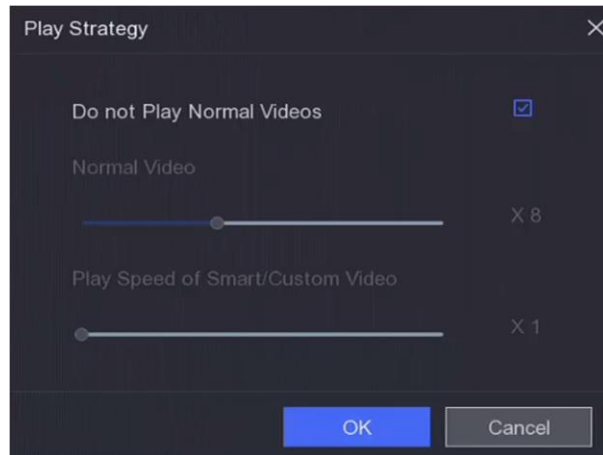 Play Strategy
Do not Play Normal Videos
Normal Video
X 8
Play Speed of Smart/Custom Video
X 1
OK
Cancel